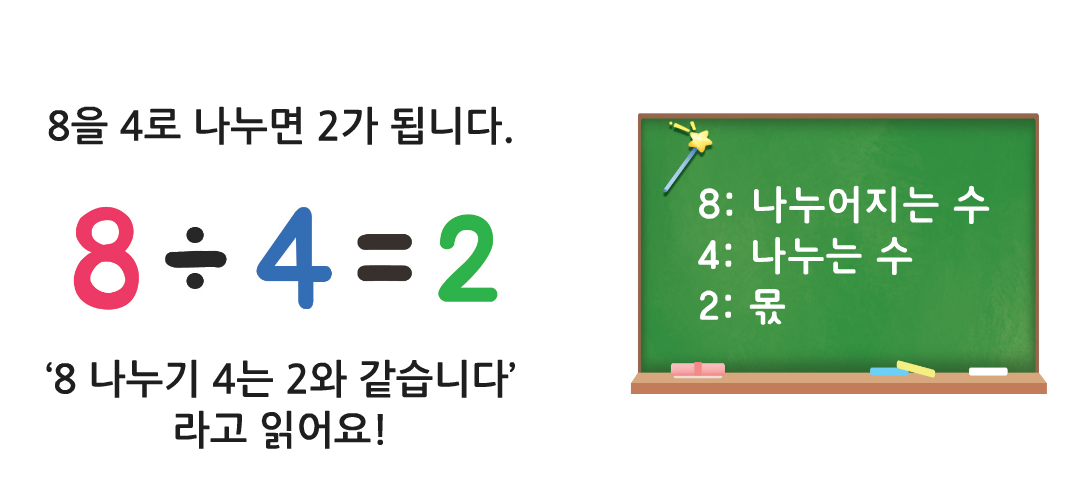 8을 4로 나누면 2가 됩니다.
8÷4=2
‘8 나누기 4는 2와 같습니다’
라고 읽어요!
8: 나누어지는 수
4: 나누는 수
2: 몫